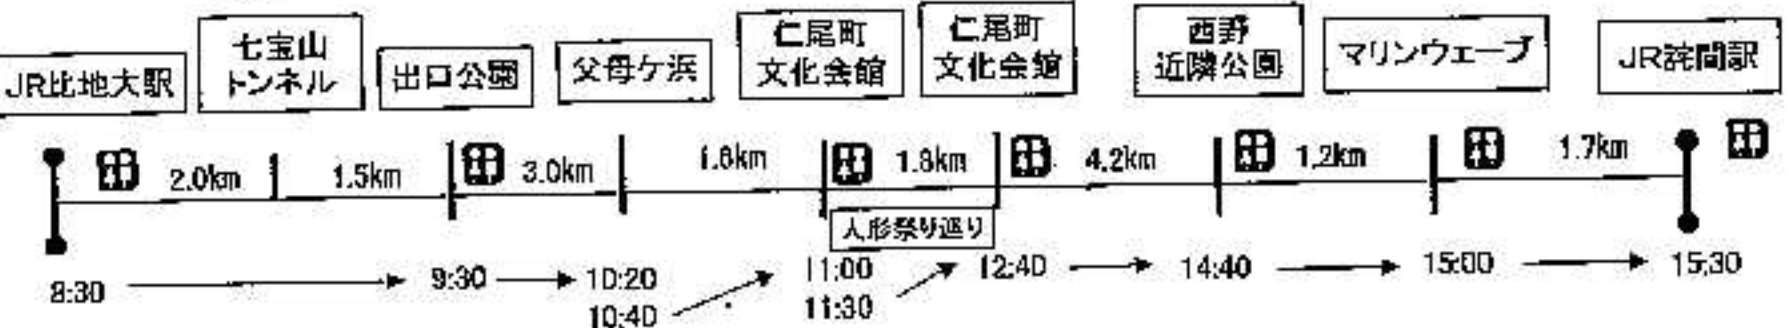 JR比地大駅
七宝山
トンネル
出口公園
父母ケ浜
仁尾町
文化会館
仁尾町
文化会館
西野
近隣公園
マリンウェーブ
JR詫間駅
2.0km
1.5km
3.0km
1.8km
1.8km
4.2km
1.2km
1.7km
人形祭り巡り
8:30
9:30
10:20
10:40
11:00
11:30
12:40
14:40
15:00
15:30